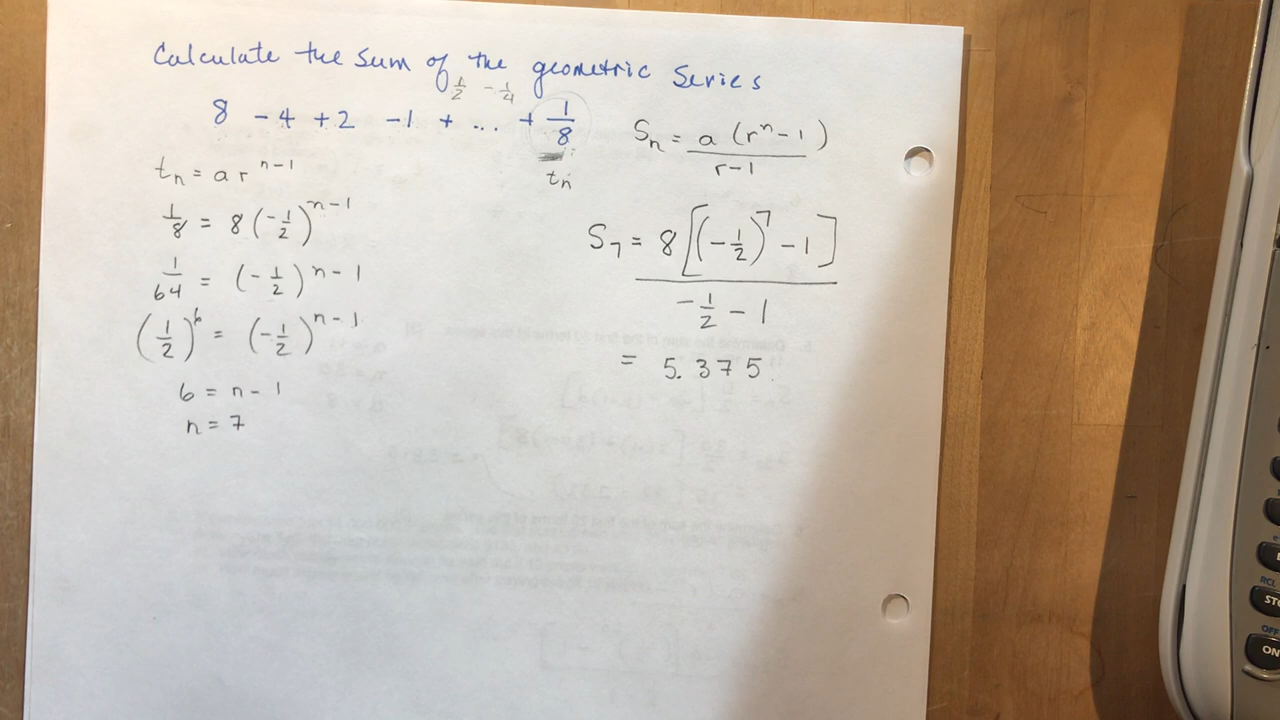 Calculate the sum of the geometric series
1/2 - 1/4
8 - 4 + 2 - 1 + ... + 1/8
tn
tn = a r^(n-1)
1/8 = 8(-1/2)^(n-1)
1/64 = (-1/2)^(n-1)
(1/2)^6 = (-1/2)^(n-1)
6 = n - 1
n = 7
Sn = a (r^n - 1) / r - 1
S7 = 8[(-1/2)^7 - 1] / -1/2 - 1
= 5.375
RCL
ON